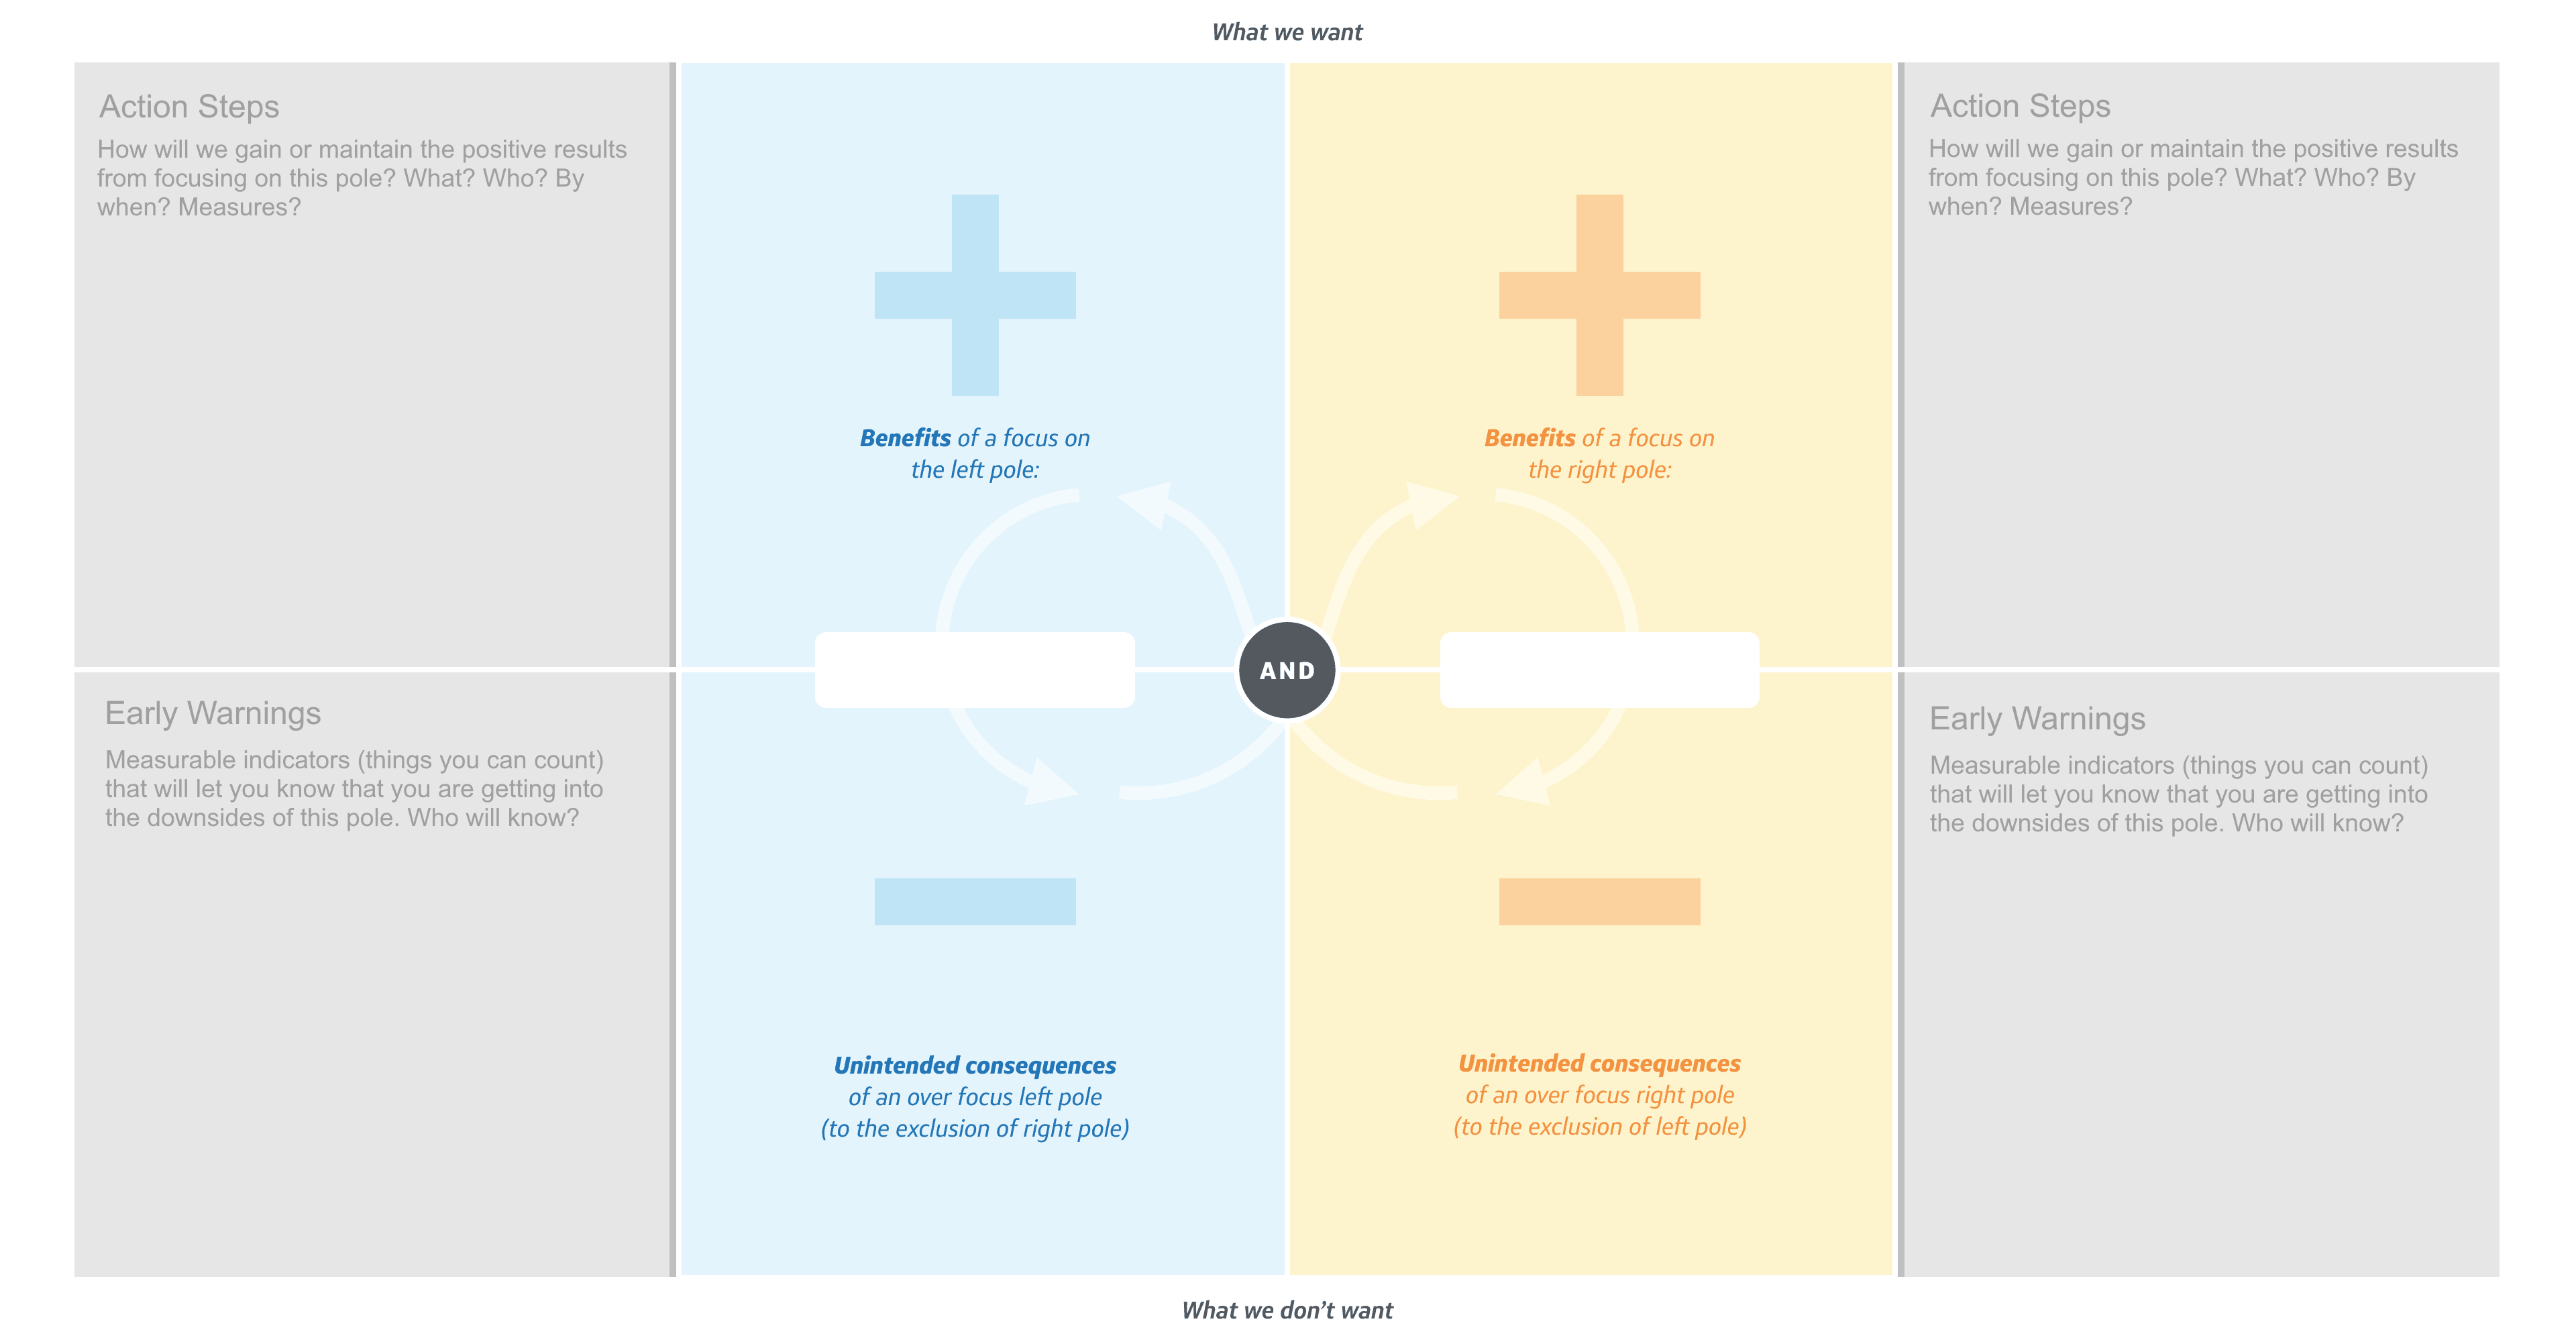 What we want
Action Steps
How will we gain or maintain the positive results
from focusing on this pole? What? Who? By
when? Measures?
Benefits of a focus on
the left pole:
Benefits of a focus on
the right pole:
Action Steps
How will we gain or maintain the positive results
from focusing on this pole? What? Who? By
when? Measures?
AND
Early Warnings
Measurable indicators (things you can count)
that will let you know that you are getting into
the downsides of this pole. Who will know?
Unintended consequences
of an over focus left pole
(to the exclusion of right pole)
Unintended consequences
of an over focus right pole
(to the exclusion of left pole)
Early Warnings
Measurable indicators (things you can count)
that will let you know that you are getting into
the downsides of this pole. Who will know?
What we don’t want